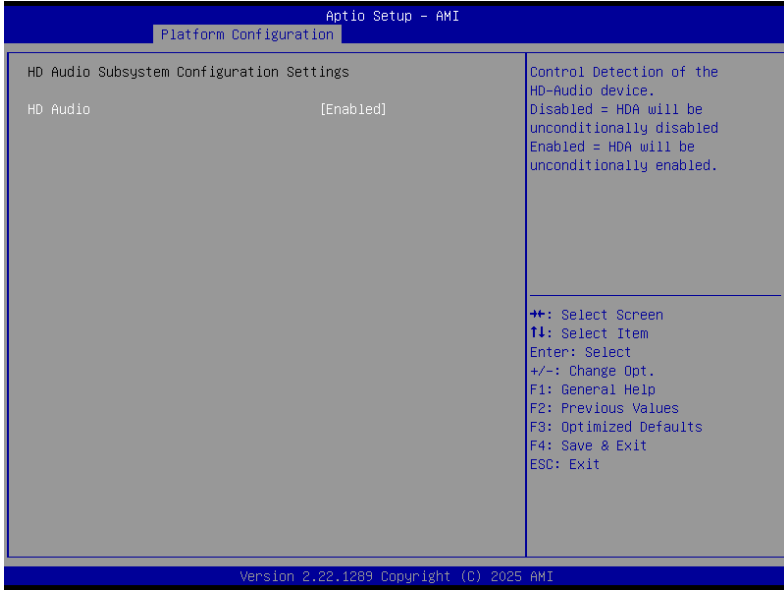 Aptio Setup - AMI
Platform Configuration
HD Audio Subsystem Configuration Settings
HD Audio [Enabled]
Control Detection of the
HD-Audio device.
Disabled = HDA will be
unconditionally disabled
Enabled = HDA will be
unconditionally enabled.
→←: Select Screen
↑↓: Select Item
Enter: Select
+/-: Change Opt.
F1: General Help
F2: Previous Values
F3: Optimized Defaults
F4: Save & Exit
ESC: Exit
Version 2.22.1289 Copyright (C) 2025 AMI